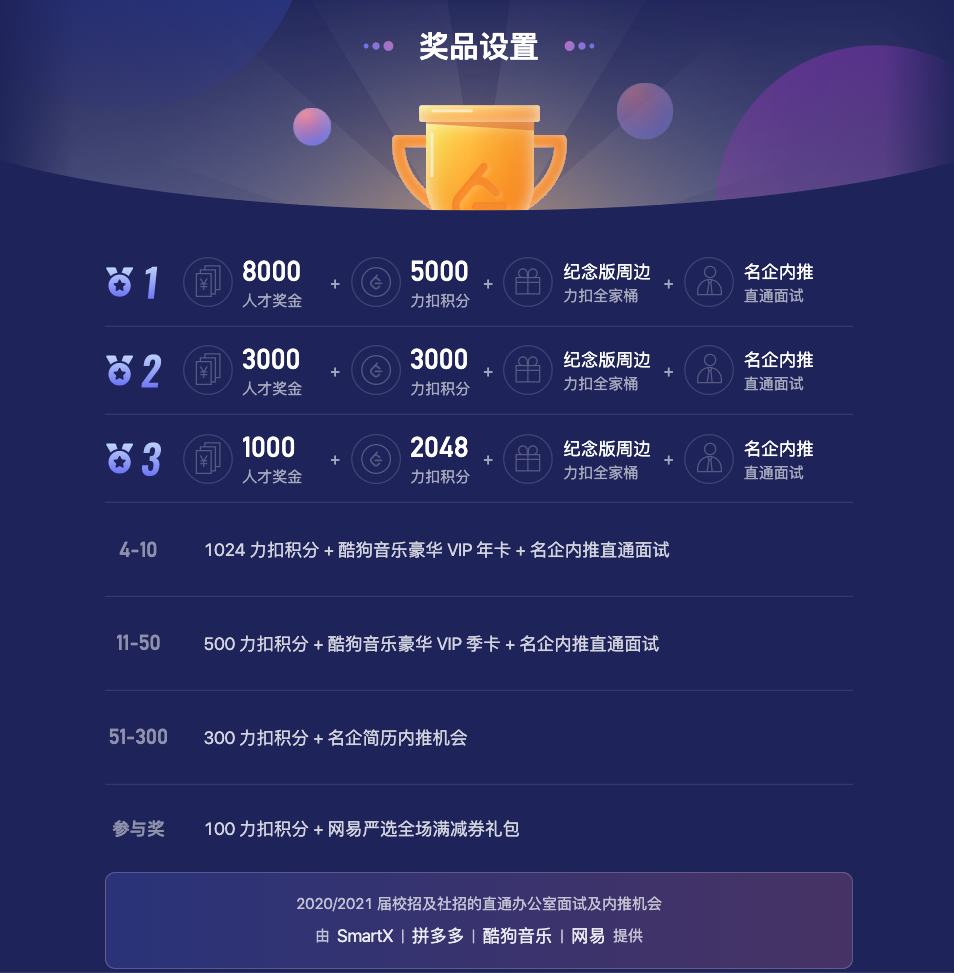 奖品设置
1 8000 + 5000 + 纪念版周边 + 名企内推
人才奖金 力扣积分 力扣全家桶 直通面试
2 3000 + 3000 + 纪念版周边 + 名企内推
人才奖金 力扣积分 力扣全家桶 直通面试
3 1000 + 2048 + 纪念版周边 + 名企内推
人才奖金 力扣积分 力扣全家桶 直通面试
4-10 1024 力扣积分 + 酷狗音乐豪华 VIP 年卡 + 名企内推直通面试
11-50 500 力扣积分 + 酷狗音乐豪华 VIP 季卡 + 名企内推直通面试
51-300 300 力扣积分 + 名企简历内推机会
参与奖 100 力扣积分 + 网易严选全场满减券礼包
2020/2021 届校招及社招的直通办公室面试及内推机会
由 SmartX | 拼多多 | 酷狗音乐 | 网易 提供